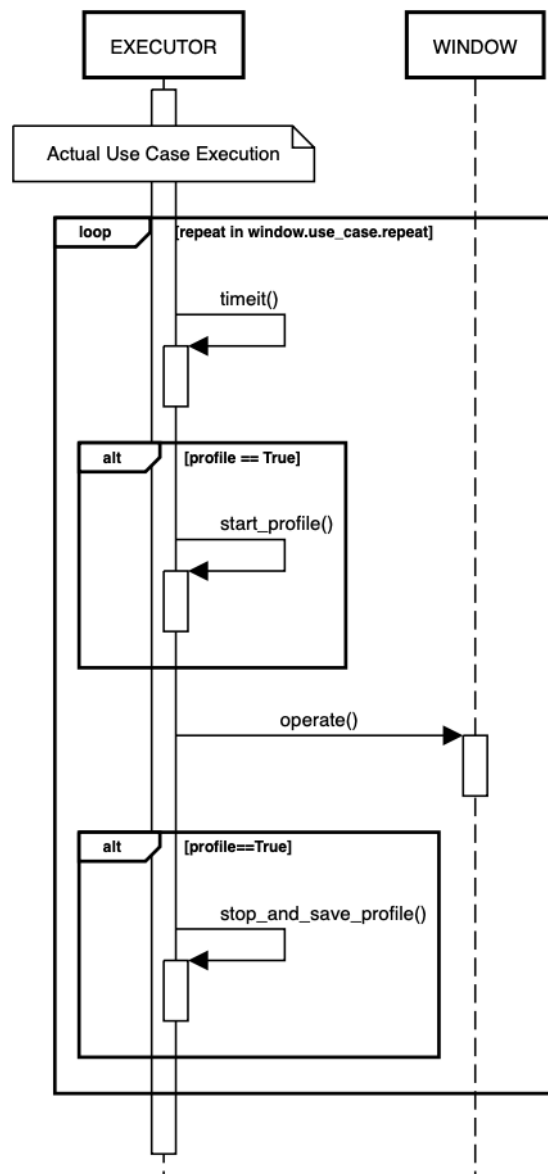 EXECUTOR
WINDOW
Actual Use Case Execution
loop
[repeat in window.use_case.repeat]
timeit()
alt
[profile == True]
start_profile()
operate()
alt
[profile==True]
stop_and_save_profile()